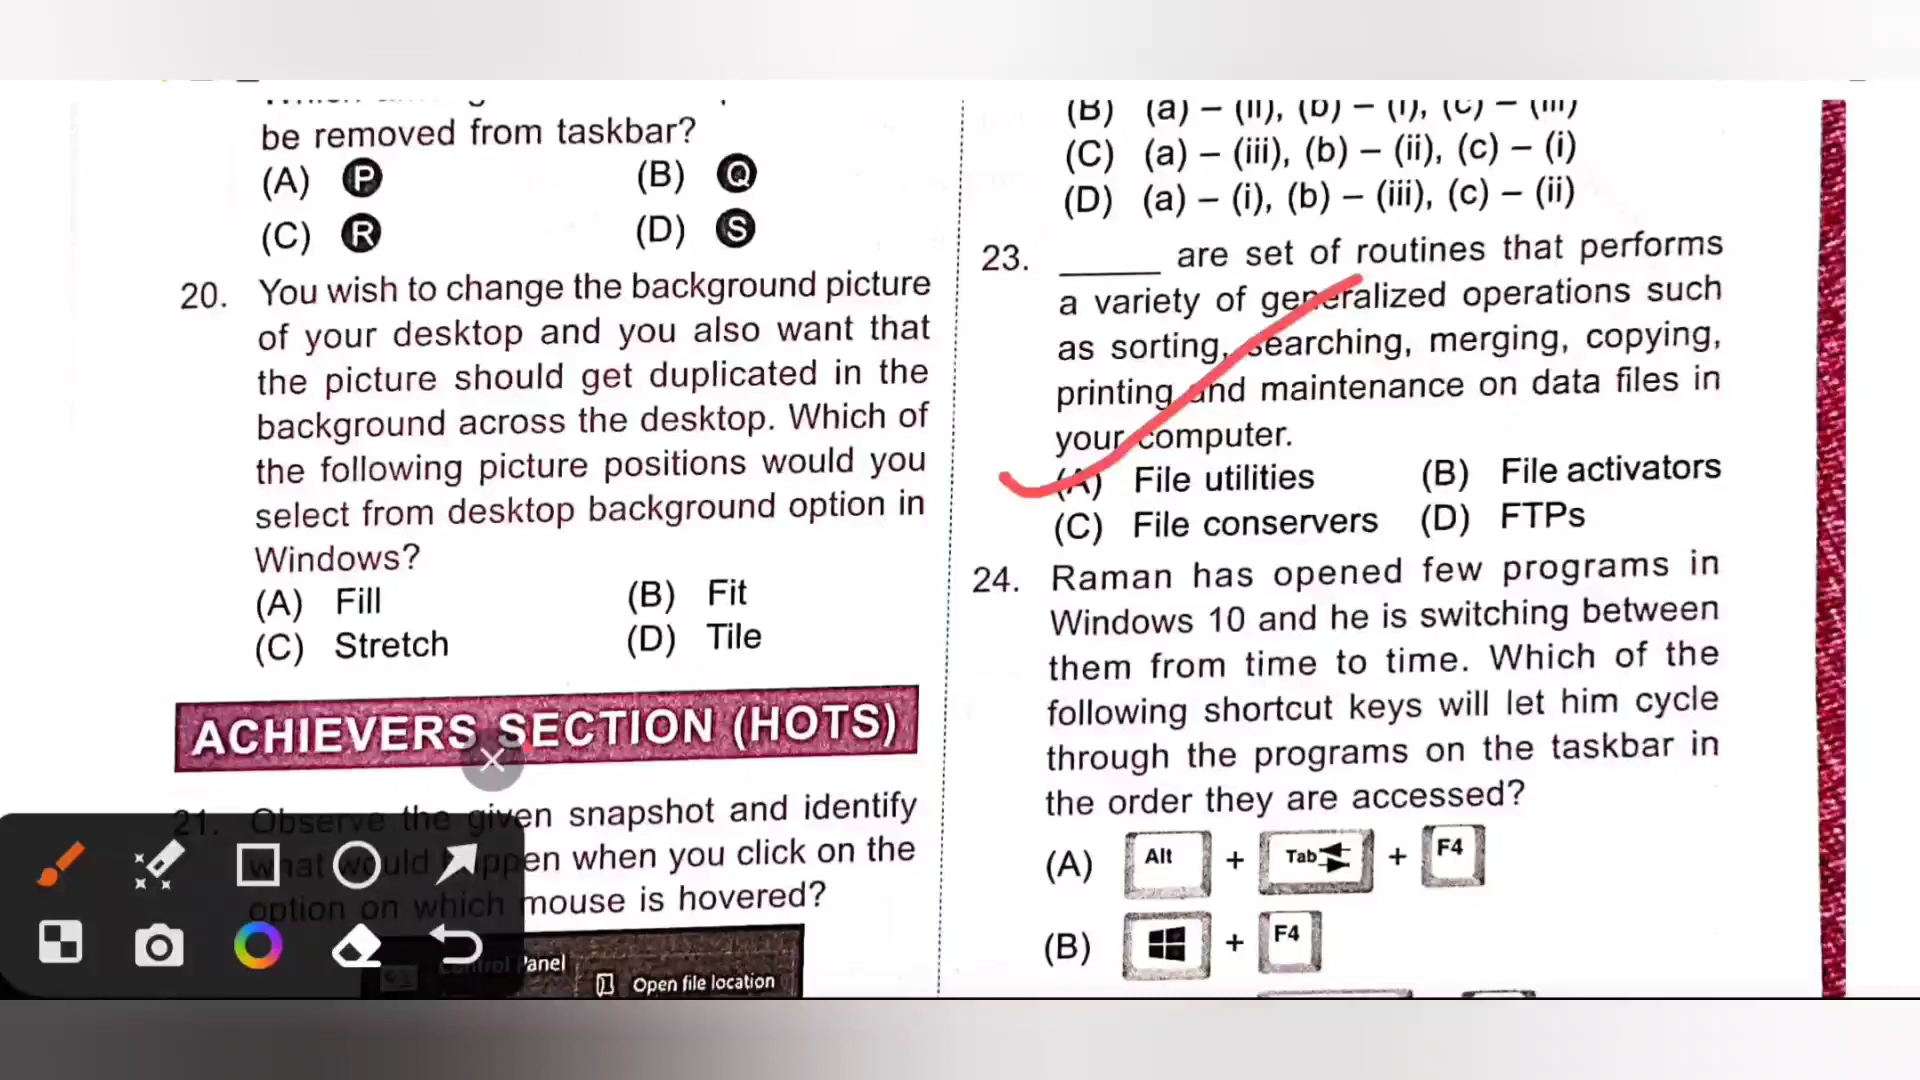 be removed from taskbar?
(A) P (B) Q
(C) R (D) S
20. You wish to change the background picture
of your desktop and you also want that
the picture should get duplicated in the
background across the desktop. Which of
the following picture positions would you
select from desktop background option in
Windows?
(A) Fill (B) Fit
(C) Stretch (D) Tile
ACHIEVERS SECTION (HOTS)
21. Observe the given snapshot and identify
what would happen when you click on the
option on which mouse is hovered?
Control Panel
Open file location
(B) (a) – (ii), (b) – (i), (c) – (iii)
(C) (a) – (iii), (b) – (ii), (c) – (i)
(D) (a) – (i), (b) – (iii), (c) – (ii)
23. ______ are set of routines that performs
a variety of generalized operations such
as sorting, searching, merging, copying,
printing and maintenance on data files in
your computer.
(A) File utilities (B) File activators
(C) File conservers (D) FTPs
24. Raman has opened few programs in
Windows 10 and he is switching between
them from time to time. Which of the
following shortcut keys will let him cycle
through the programs on the taskbar in
the order they are accessed?
(A) Alt + Tab + F4
(B) + F4